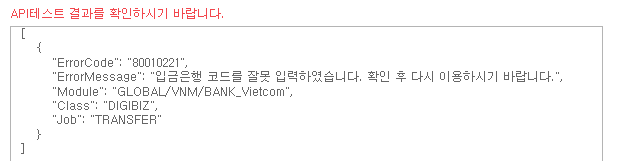 API테스트 결과를 확인하시기 바랍니다.
[
{
"ErrorCode": "80010221",
"ErrorMessage": "입금은행 코드를 잘못 입력하였습니다. 확인 후 다시 이용하시기 바랍니다.",
"Module": "GLOBAL/VNM/BANK_Vietcom",
"Class": "DIGIBIZ",
"Job": "TRANSFER"
}
]